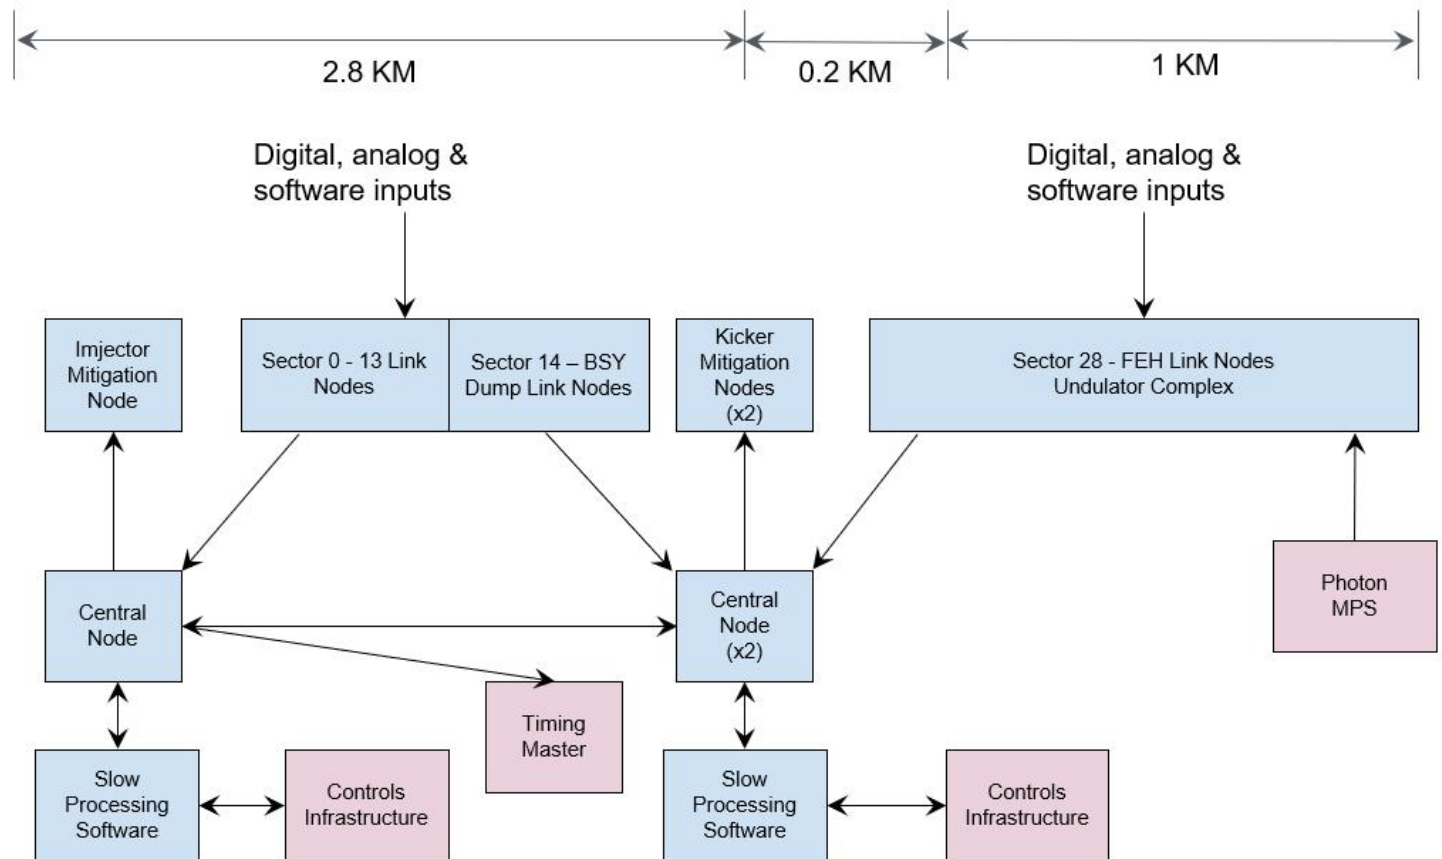 2.8 KM
0.2 KM
1 KM
Digital, analog &
software inputs
Digital, analog &
software inputs
Imjector
Mitigation
Node
Sector 0 - 13 Link
Nodes
Sector 14 – BSY
Dump Link Nodes
Kicker
Mitigation
Nodes
(x2)
Sector 28 - FEH Link Nodes
Undulator Complex
Central
Node
Central
Node
(x2)
Photon
MPS
Timing
Master
Slow
Processing
Software
Controls
Infrastructure
Slow
Processing
Software
Controls
Infrastructure